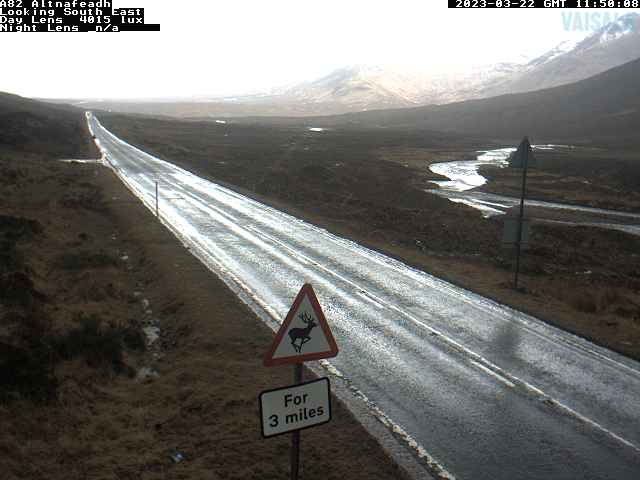 A82 Altnafeadh
Looking South East
Day Lens 4015 lux
Night Lens n/a
2023-03-22 GMT 11:50:08
VAISALA
For
3 miles